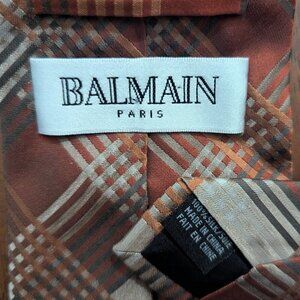 BALMAIN
PARIS
100% SILK/SOIE
MADE IN CHINA
FAIT EN CHINE